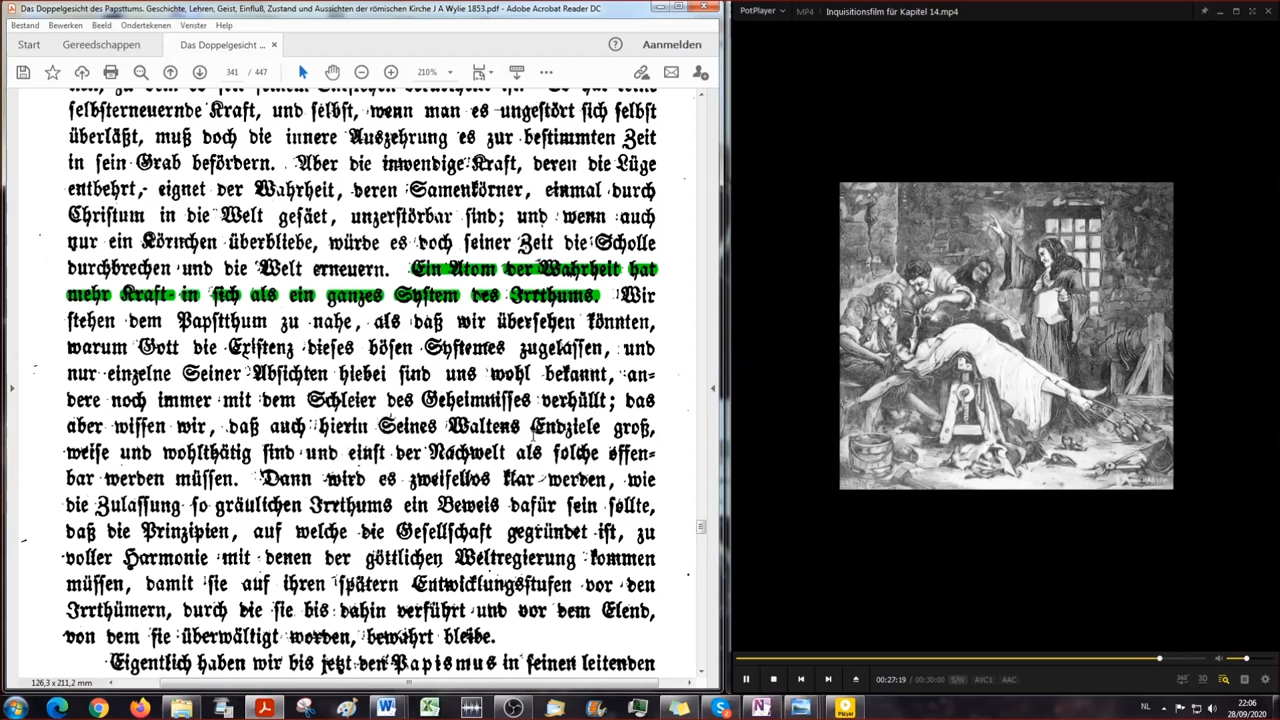 Das Doppelgesicht des Papsttums. Geschichte, Lehren, Geist, Einfluß, Zustand und Aussichten der römischen Kirche J A Wylie 1853.pdf - Adobe Acrobat Reader DC
Bestand Bewerken Beeld Ondertekenen Venster Help
Start Gereedschappen Das Doppelgesicht ... × Anmelden
341 / 447 210%
selbsterneuernde Kraft, und selbst, wenn man es ungestört sich selbst
überläßt, muß doch die innere Auszehrung es zur bestimmten Zeit
in sein Grab befördern. Aber die inwendige Kraft, deren die Lüge
entbehrt, eignet der Wahrheit, deren Samenkörner, einmal durch
Christum in die Welt gesäet, unzerstörbar sind; und wenn auch
nur ein Körnchen überbliebe, würde es doch seiner Zeit die Scholle
durchbrechen und die Welt erneuern. Ein Atom der Wahrheit hat
mehr Kraft in sich als ein ganzes System des Irrthums. Wir
stehen dem Papstthum zu nahe, als daß wir übersehen könnten,
warum Gott die Existenz dieses bösen Systemes zugelassen, und
nur einzelne Seiner Absichten hiebei sind uns wohl bekannt, an-
dere noch immer mit dem Schleier des Geheimnisses verhüllt; das
aber wissen wir, daß auch hierin Seines Waltens Endziele groß,
weise und wohlthätig sind und einst der Nachwelt als solche offen-
bar werden müssen. Dann wird es zweifellos klar werden, wie
die Zulassung so gräulichen Irrthums ein Beweis dafür sein sollte,
daß die Prinzipien, auf welche die Gesellschaft gegründet ist, zu
voller Harmonie mit denen der göttlichen Weltregierung kommen
müssen, damit sie auf ihren spätern Entwicklungsstufen vor den
Irrthümern, durch die sie bis dahin verführt und vor dem Elend,
von dem sie überwältigt worden, bewahrt bleibe.
Eigentlich haben wir bis jetzt den Papismus in seinen leitenden
126,3 x 211,2 mm
PotPlayer MP4 Inquisitionsfilm für Kapitel 14.mp4
00:27:19 / 00:30:00 S/W AVC1 AAC
360° 3D
NL 22:06
28/09/2020